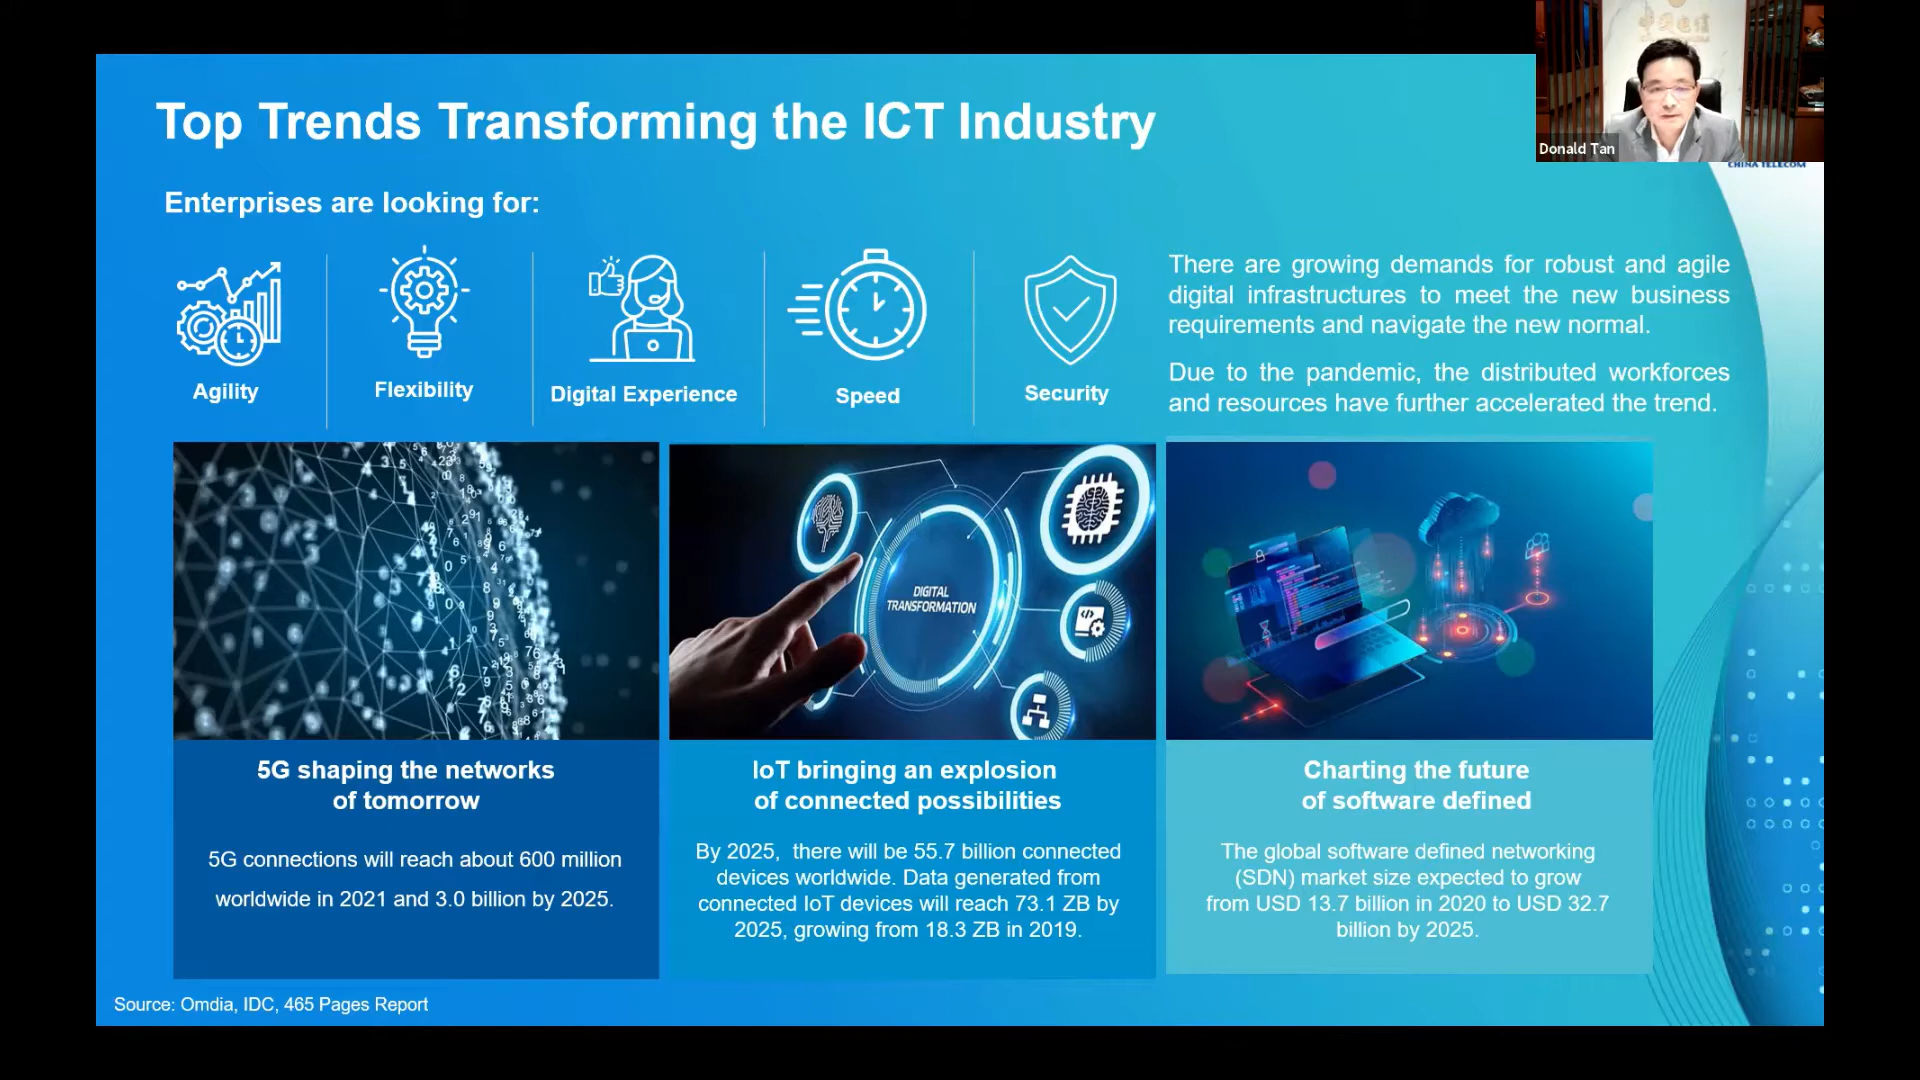 Top Trends Transforming the ICT Industry
Donald Tan
CHINA TELECOM
Enterprises are looking for:
Agility
Flexibility
Digital Experience
Speed
Security
There are growing demands for robust and agile
digital infrastructures to meet the new business
requirements and navigate the new normal.
Due to the pandemic, the distributed workforces
and resources have further accelerated the trend.
DIGITAL
TRANSFORMATION
5G shaping the networks
of tomorrow
5G connections will reach about 600 million
worldwide in 2021 and 3.0 billion by 2025.
IoT bringing an explosion
of connected possibilities
By 2025, there will be 55.7 billion connected
devices worldwide. Data generated from
connected IoT devices will reach 73.1 ZB by
2025, growing from 18.3 ZB in 2019.
Charting the future
of software defined
The global software defined networking
(SDN) market size expected to grow
from USD 13.7 billion in 2020 to USD 32.7
billion by 2025.
Source: Omdia, IDC, 465 Pages Report